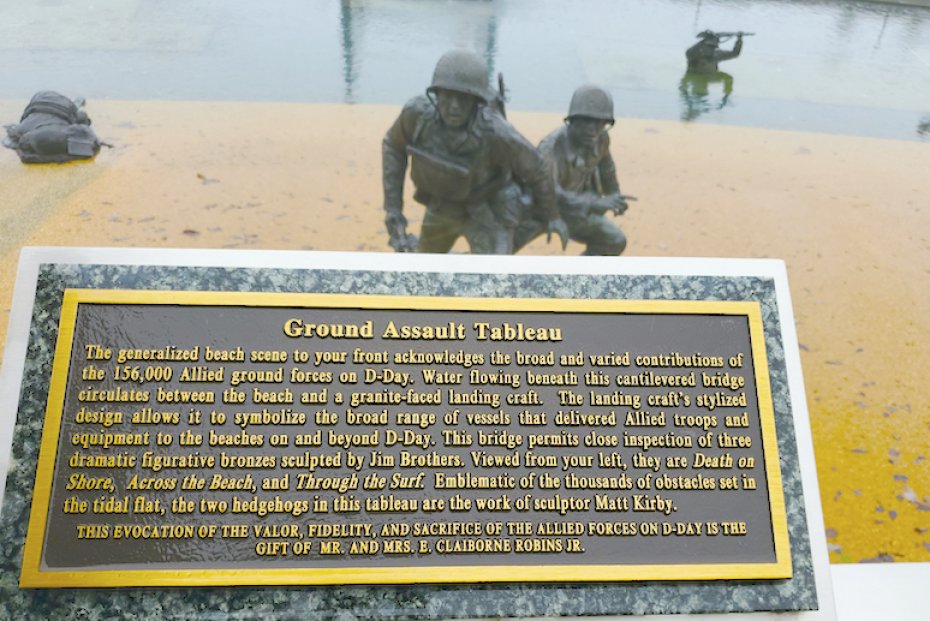 Ground Assault Tableau
The generalized beach scene to your front acknowledges the broad and varied contributions of
the 156,000 Allied ground forces on D-Day. Water flowing beneath this cantilevered bridge
circulates between the beach and a granite-faced landing craft. The landing craft's stylized
design allows it to symbolize the broad range of vessels that delivered Allied troops and
equipment to the beaches on and beyond D-Day. This bridge permits close inspection of three
dramatic figurative bronzes sculpted by Jim Brothers. Viewed from your left, they are Death on
Shore, Across the Beach, and Through the Surf. Emblematic of the thousands of obstacles set in
the tidal flat, the two hedgehogs in this tableau are the work of sculptor Matt Kirby.
THIS EVOCATION OF THE VALOR, FIDELITY, AND SACRIFICE OF THE ALLIED FORCES ON D-DAY IS THE
GIFT OF MR. AND MRS. E. CLAIBORNE ROBINS JR.